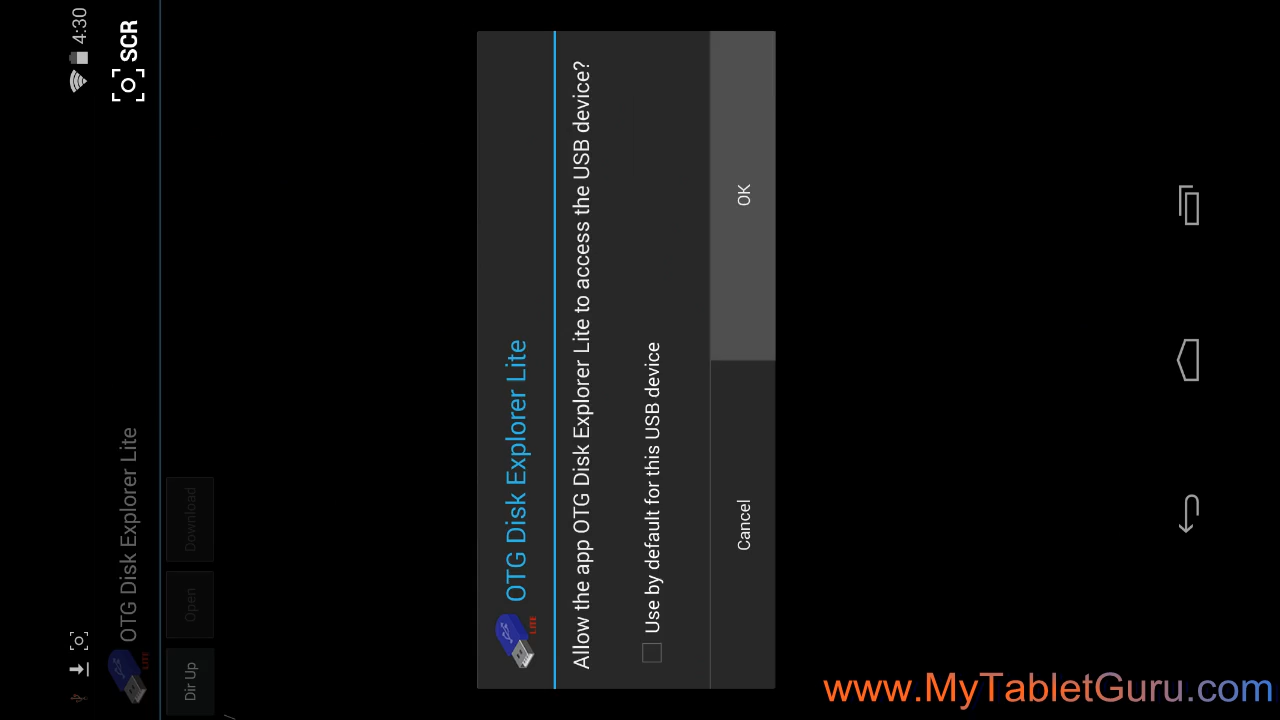 4:30
OTG Disk Explorer Lite
SCR
Dir Up
Open
Download
/
OTG Disk Explorer Lite
LITE
Allow the app OTG Disk Explorer Lite to access the USB device?
Use by default for this USB device
Cancel
OK
www.MyTabletGuru.com